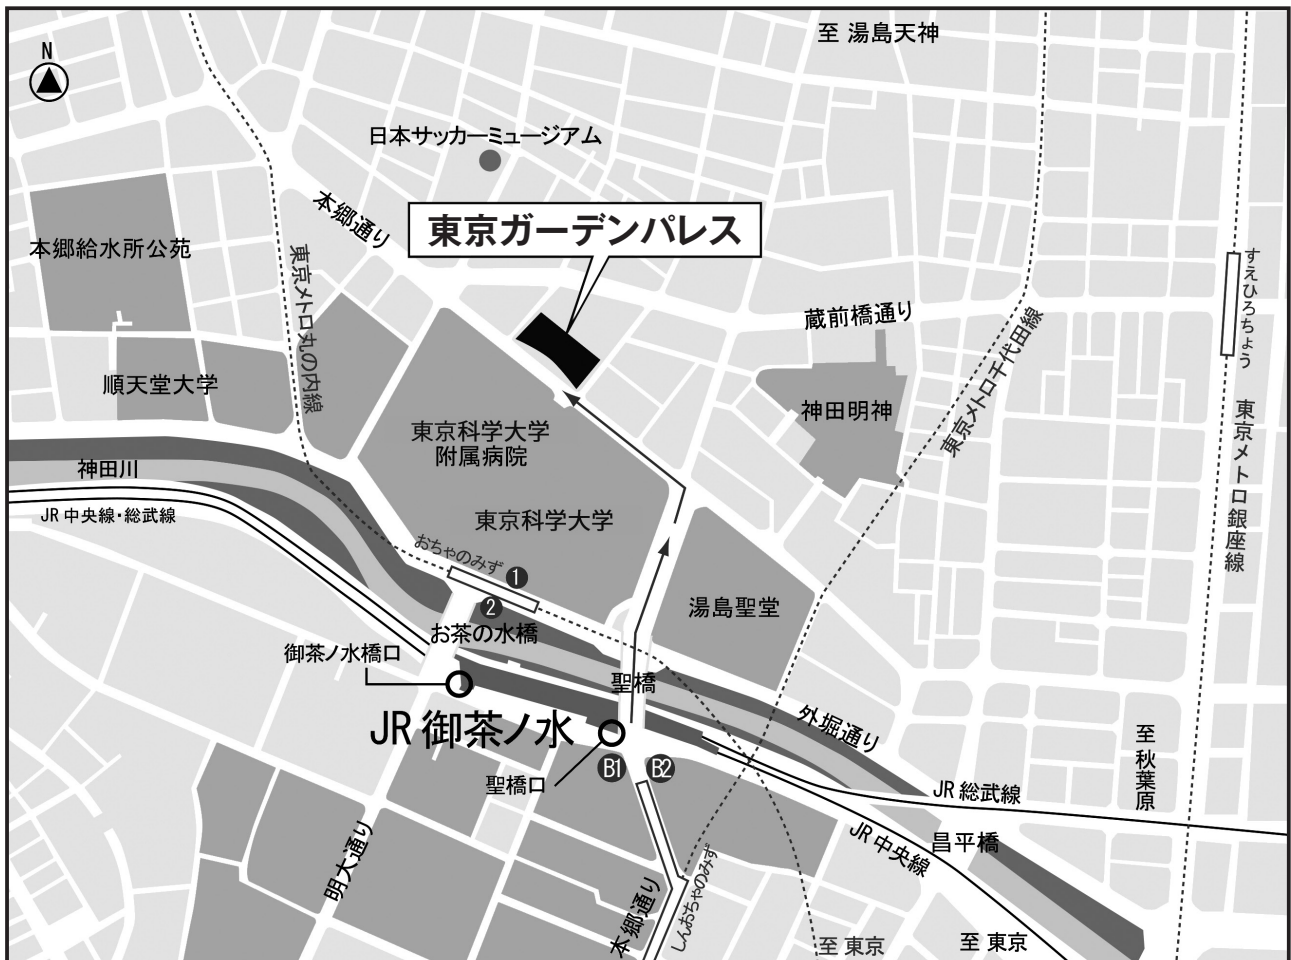 至 湯島天神
N
日本サッカーミュージアム
本郷通り
東京ガーデンパレス
本郷給水所公苑
東京メトロ丸の内線
すえひろちょう
蔵前橋通り
東京メトロ千代田線
順天堂大学
神田明神
東京メトロ銀座線
東京科学大学
附属病院
神田川
JR 中央線・総武線
東京科学大学
おちゃのみず
1
2
湯島聖堂
お茶の水橋
御茶ノ水橋口
聖橋
JR 御茶ノ水
外堀通り
至 秋葉原
B1
B2
聖橋口
JR 総武線
JR 中央線
昌平橋
明大通り
本郷通り
しんおちゃのみず
至 東京
至 東京